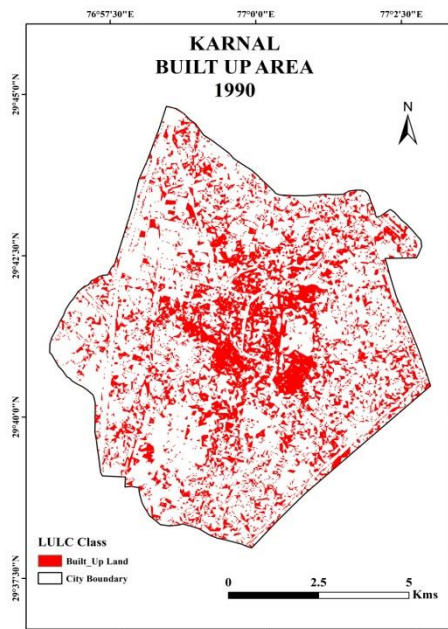 76°57'30"E 77°0'0"E 77°2'30"E
KARNAL
BUILT UP AREA
1990
N
29°45'0"N
29°42'30"N
29°40'0"N
29°37'30"N
LULC Class
Built_Up Land
City Boundary
0 2.5 5
Kms